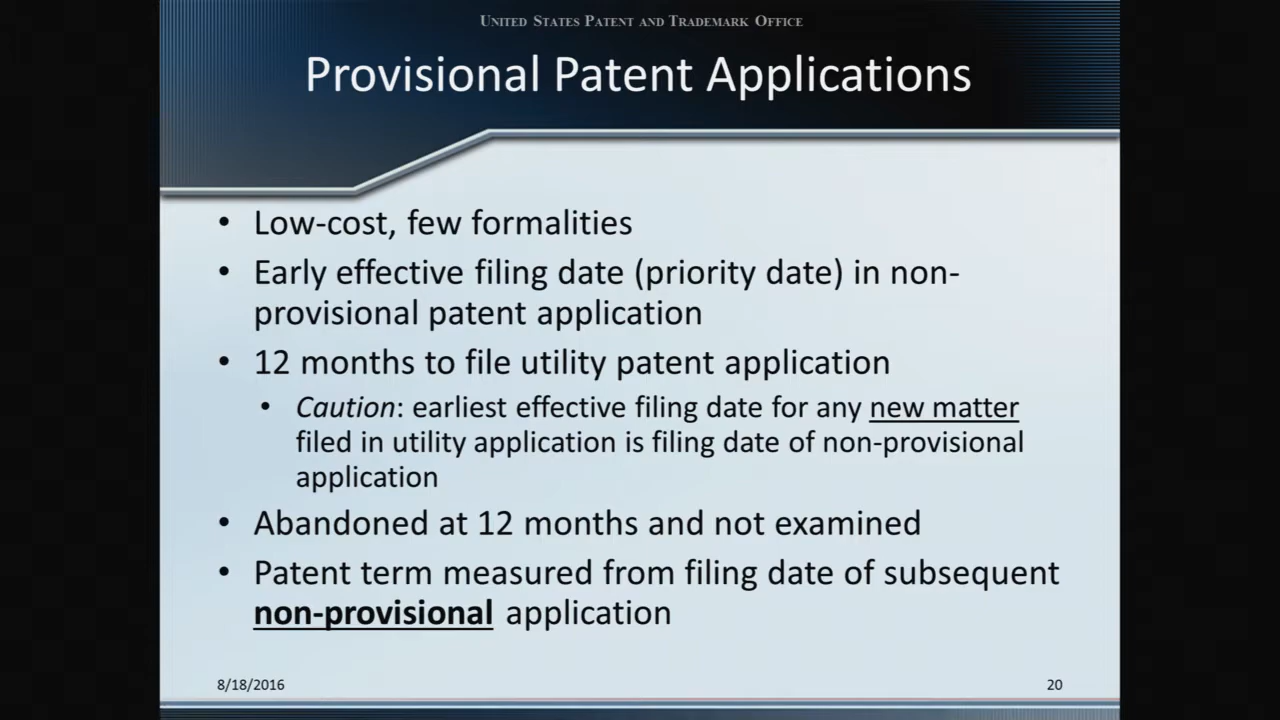 UNITED STATES PATENT AND TRADEMARK OFFICE
Provisional Patent Applications
• Low-cost, few formalities
• Early effective filing date (priority date) in non-
provisional patent application
• 12 months to file utility patent application
• Caution: earliest effective filing date for any new matter
filed in utility application is filing date of non-provisional
application
• Abandoned at 12 months and not examined
• Patent term measured from filing date of subsequent
non-provisional application
8/18/2016
20